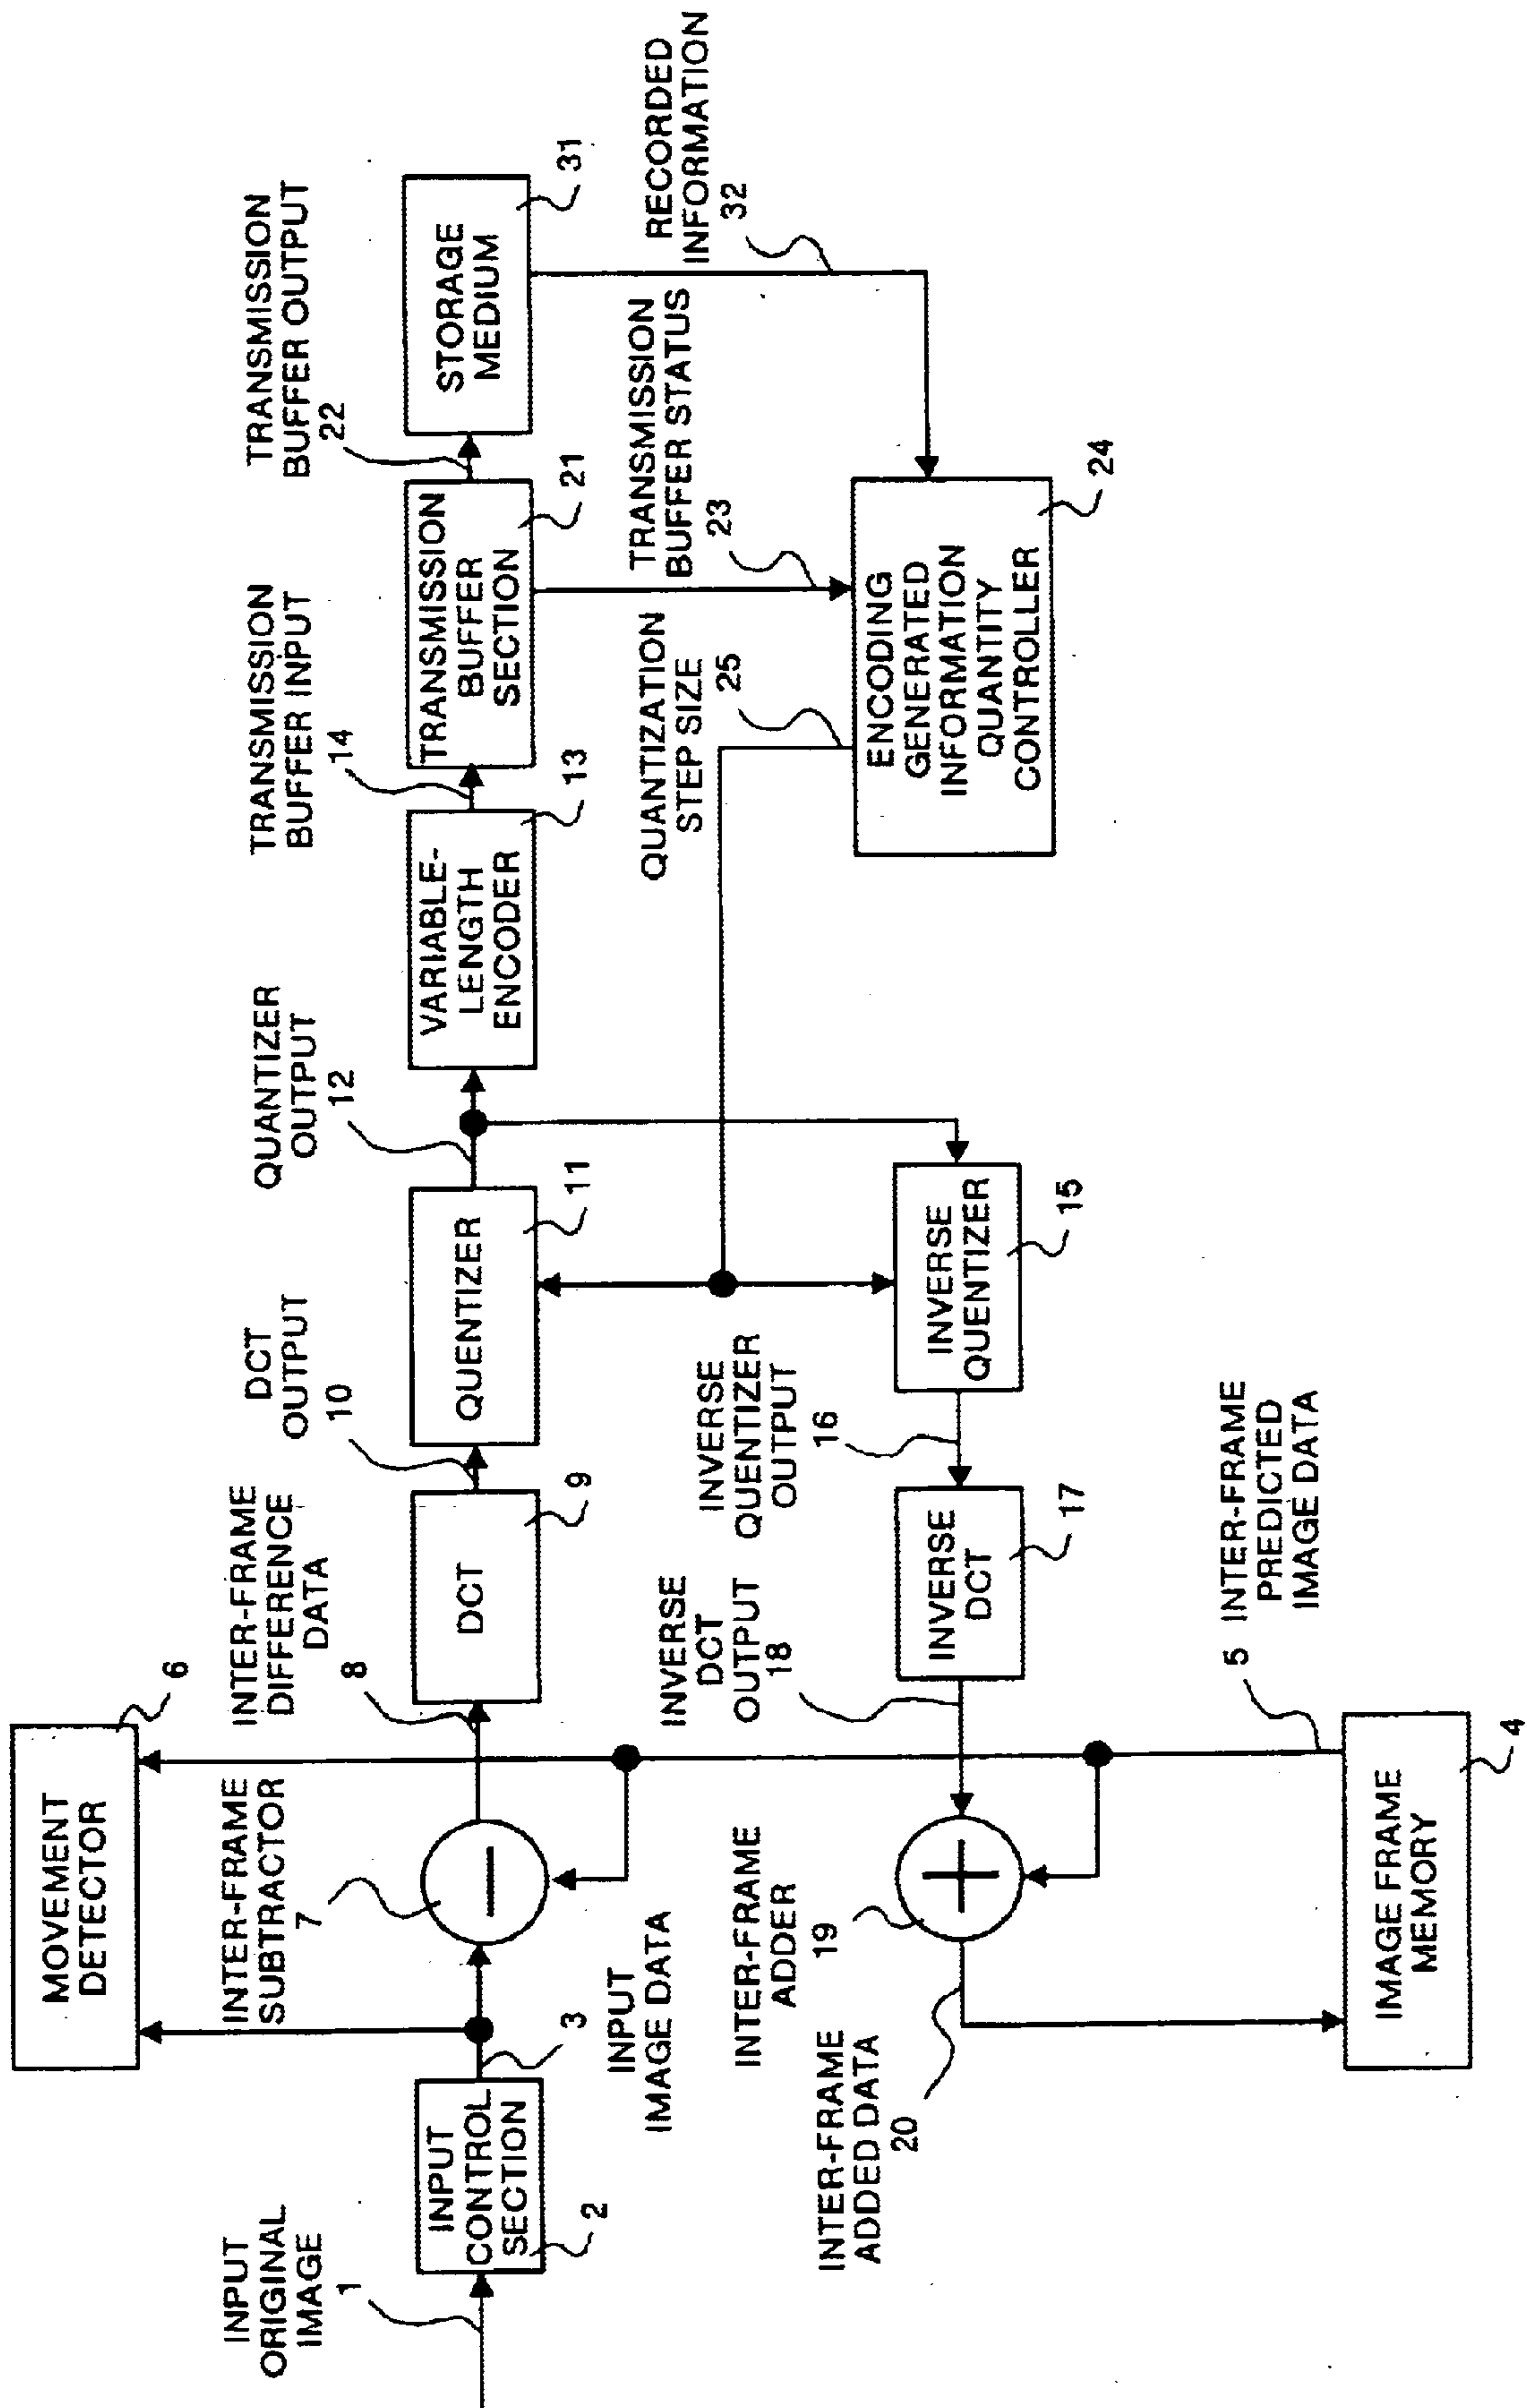 INPUT
ORIGINAL
IMAGE
1
INPUT
CONTROL
SECTION
2
3
INPUT
IMAGE DATA
MOVEMENT
DETECTOR
6
INTER-FRAME
SUBTRACTOR
7
INTER-FRAME
DIFFERENCE
DATA
8
DCT
9
DCT
OUTPUT
10
QUENTIZER
11
QUANTIZER
OUTPUT
12
VARIABLE-
LENGTH
ENCODER
13
TRANSMISSION
BUFFER INPUT
14
TRANSMISSION
BUFFER
SECTION
21
TRANSMISSION
BUFFER OUTPUT
22
STORAGE
MEDIUM
31
RECORDED
INFORMATION
32
TRANSMISSION
BUFFER STATUS
23
QUANTIZATION
STEP SIZE
25
ENCODING
GENERATED
INFORMATION
QUANTITY
CONTROLLER
24
INVERSE
QUENTIZER
15
INVERSE
QUENTIZER
OUTPUT
16
INVERSE
DCT
17
INVERSE
DCT
OUTPUT
18
INTER-FRAME
ADDER
19
INTER-FRAME
ADDED DATA
20
IMAGE FRAME
MEMORY
4
5
INTER-FRAME
PREDICTED
IMAGE DATA